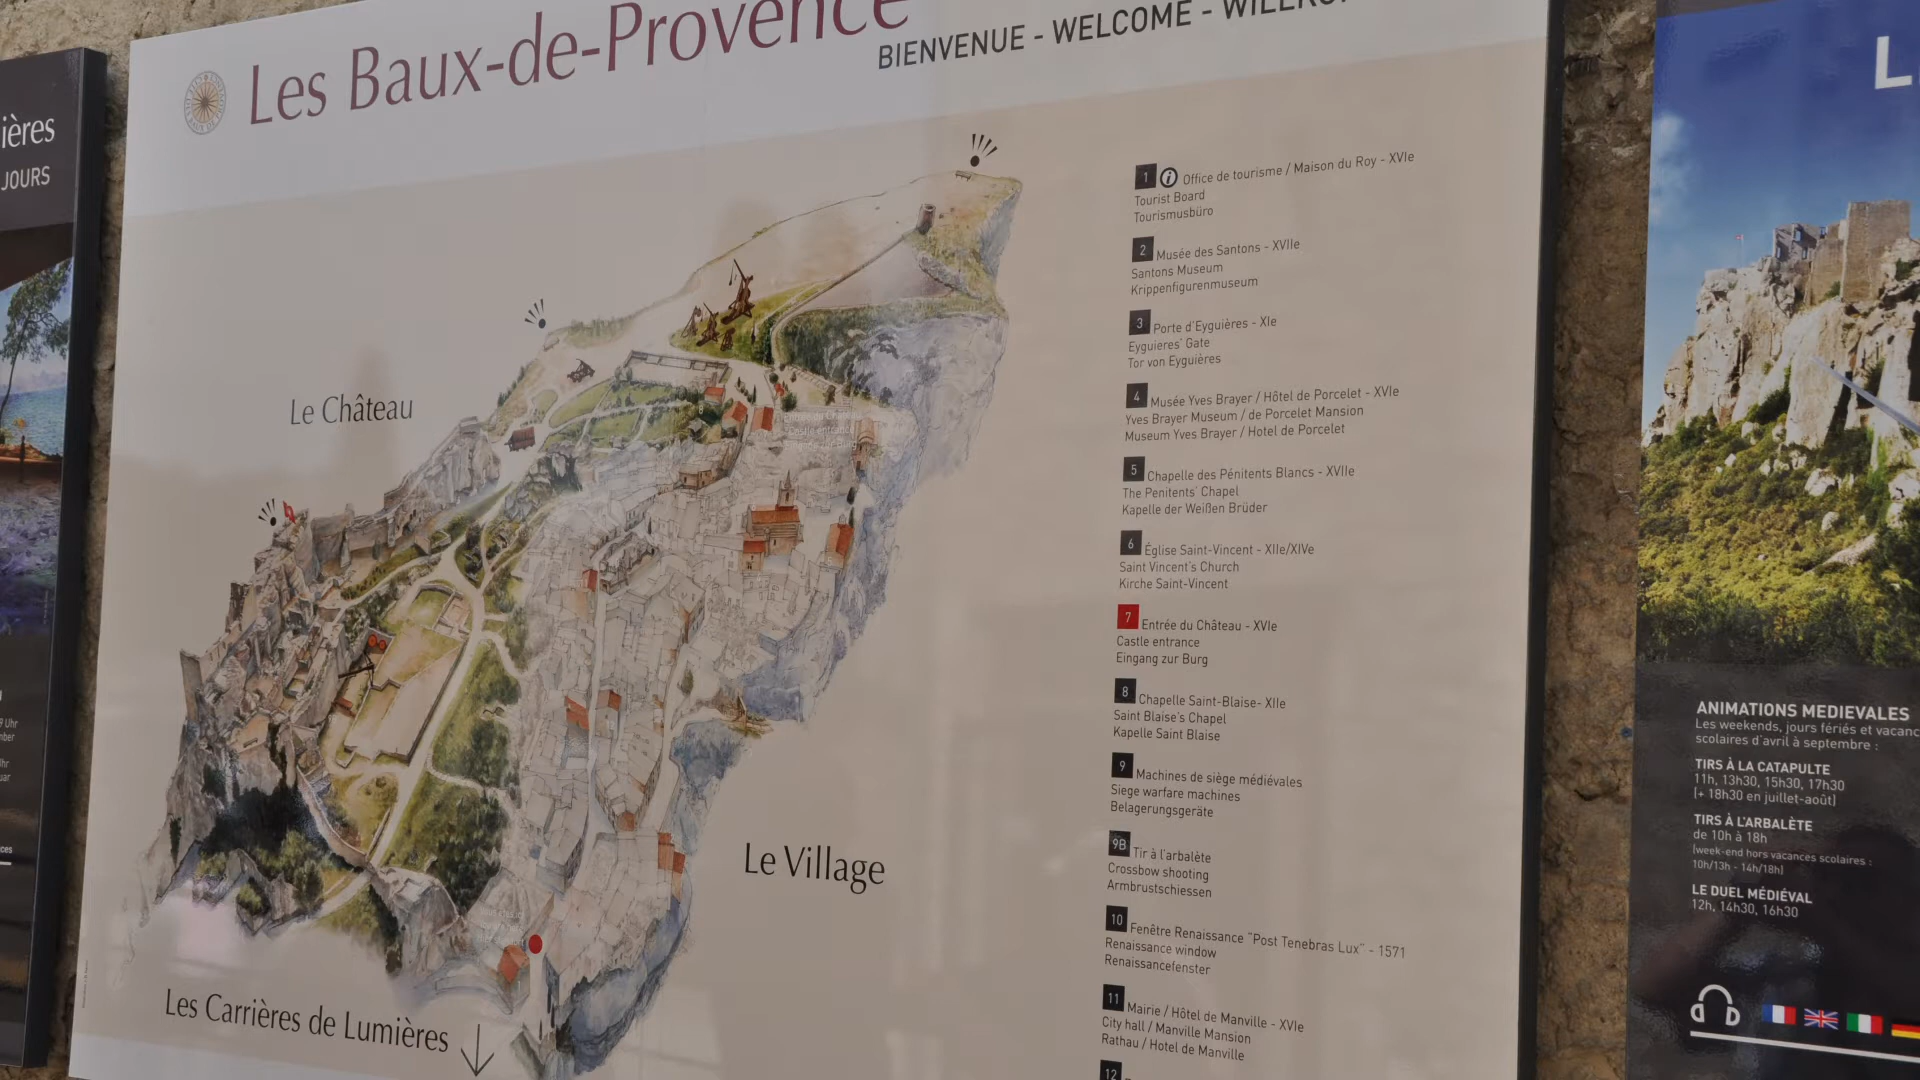 ières
JOURS
9 Uhr
Les Baux-de-Provence
BIENVENUE - WELCOME -
Le Château
Le Village
Les Carrières de Lumières
1 i Office de tourisme / Maison du Roy - XVIe
Tourist Board
Tourismusbüro
2 Musée des Santons - XVIIe
Santons Museum
Krippenfigurenmuseum
3 Porte d'Eyguières - XIe
Eyguieres' Gate
Tor von Eyguières
4 Musée Yves Brayer / Hôtel de Porcelet - XVIe
Yves Brayer Museum / de Porcelet Mansion
Museum Yves Brayer / Hotel de Porcelet
5 Chapelle des Pénitents Blancs - XVIIe
The Penitents' Chapel
Kapelle der Weißen Brüder
6 Église Saint-Vincent - XIIe/XIVe
Saint Vincent's Church
Kirche Saint-Vincent
7 Entrée du Château - XVIe
Castle entrance
Eingang zur Burg
8 Chapelle Saint-Blaise- XIIe
Saint Blaise's Chapel
Kapelle Saint Blaise
9 Machines de siège médiévales
Siege warfare machines
Belagerungsgeräte
9B Tir à l'arbalète
Crossbow shooting
Armbrustschiessen
10 Fenêtre Renaissance "Post Tenebras Lux" - 1571
Renaissance window
Renaissancefenster
11 Mairie / Hôtel de Manville - XVIe
City hall / Manville Mansion
Rathau / Hotel de Manville
12
L
ANIMATIONS MEDIEVALES
Les weekends, jours fériés et vacanc
scolaires d'avril à septembre :
TIRS À LA CATAPULTE
11h, 13h30, 15h30, 17h30
(+ 18h30 en juillet-août)
TIRS À L'ARBALÈTE
de 10h à 18h
(week-end hors vacances scolaires :
10h/13h - 14h/18h)
LE DUEL MÉDIÉVAL
12h, 14h30, 16h30